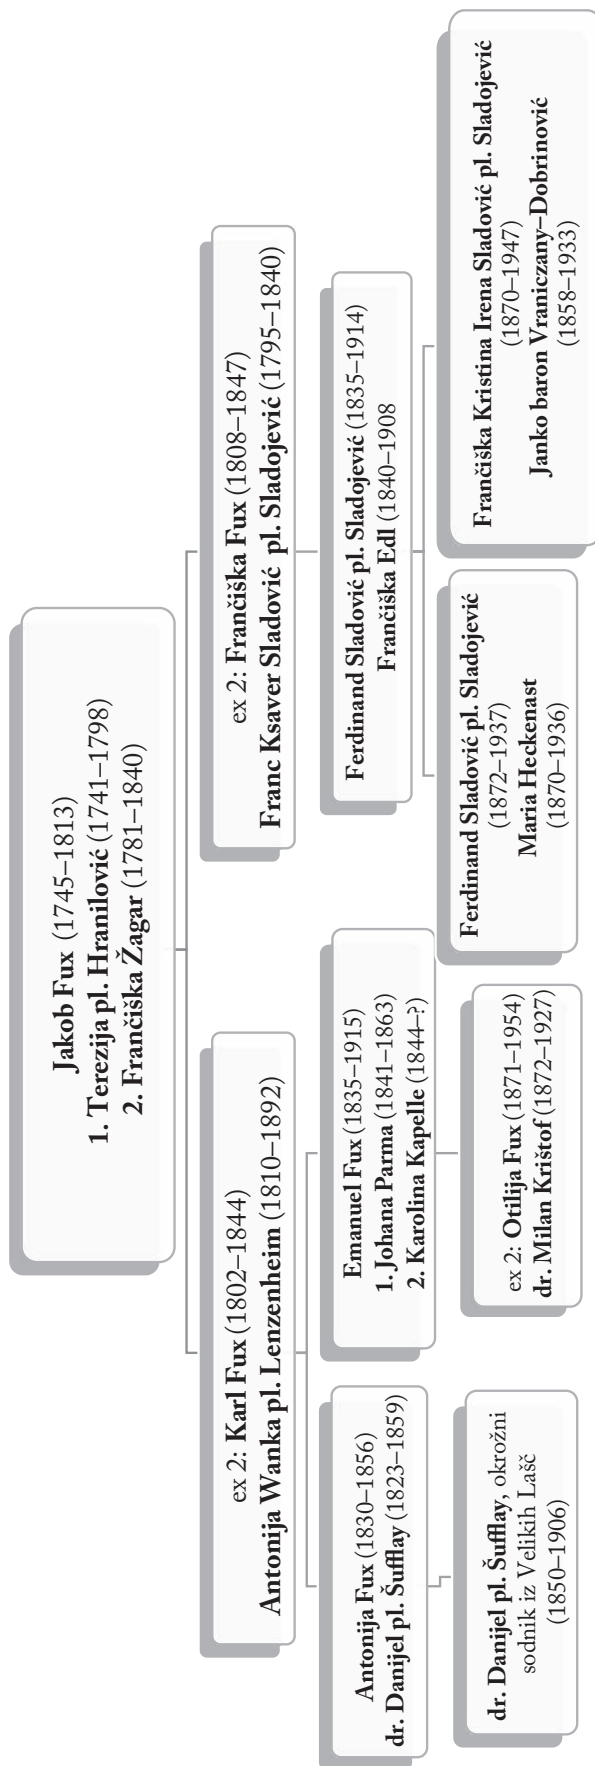 Jakob Fux (1745–1813)
1. Terezija pl. Hranilović (1741–1798)
2. Frančiška Žagar (1781–1840)
ex 2: Karl Fux (1802–1844)
Antonija Wanka pl. Lenzenheim (1810–1892)
ex 2: Frančiška Fux (1808–1847)
Franc Ksaver Sladović pl. Sladojević (1795–1840)
Antonija Fux (1830–1856)
dr. Danijel pl. Šufflay (1823–1859)
Emanuel Fux (1835–1915)
1. Johana Parma (1841–1863)
2. Karolina Kapelle (1844–?)
Ferdinand Sladović pl. Sladojević (1835–1914)
Frančiška Edl (1840–1908
dr. Danijel pl. Šufflay, okrožni
sodnik iz Velikih Lašč
(1850–1906)
ex 2: Otilija Fux (1871–1954)
dr. Milan Krištof (1872–1927)
Ferdinand Sladović pl. Sladojević
(1872–1937)
Maria Heckenast
(1870–1936)
Frančiška Kristina Irena Sladović pl. Sladojević
(1870–1947)
Janko baron Vraniczany–Dobrinović
(1858–1933)